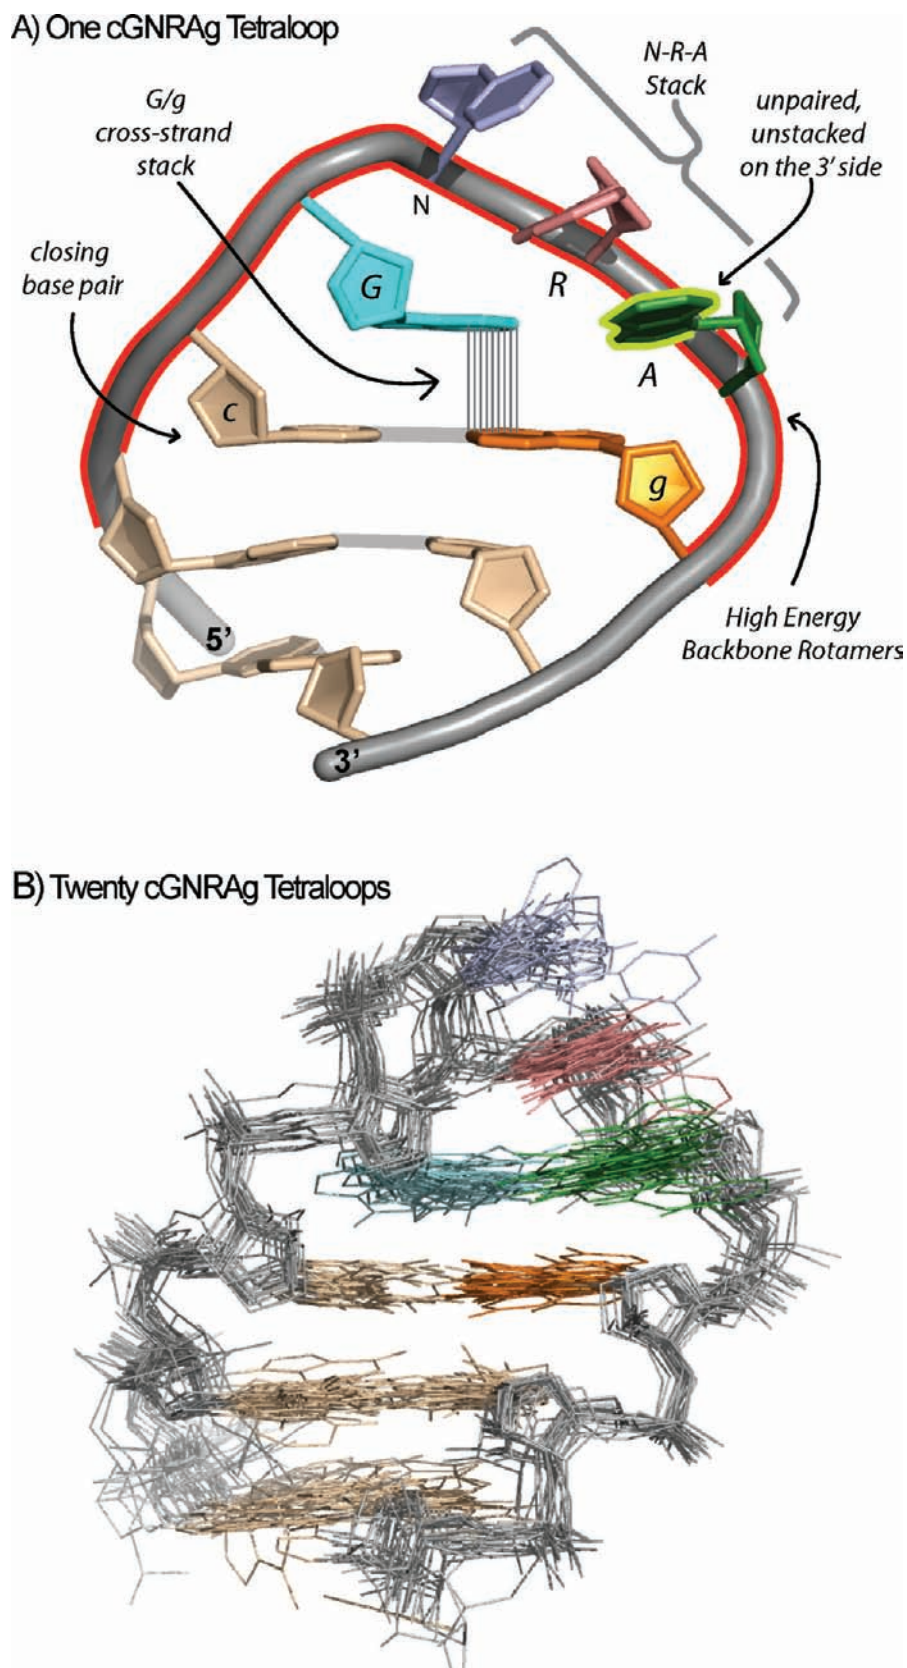 A) One cGNRAg Tetraloop
N-R-A
Stack
G/g
cross-strand
stack
unpaired,
unstacked
on the 3' side
N
closing
base pair
G
R
A
c
g
5'
High Energy
Backbone Rotamers
3'
B) Twenty cGNRAg Tetraloops